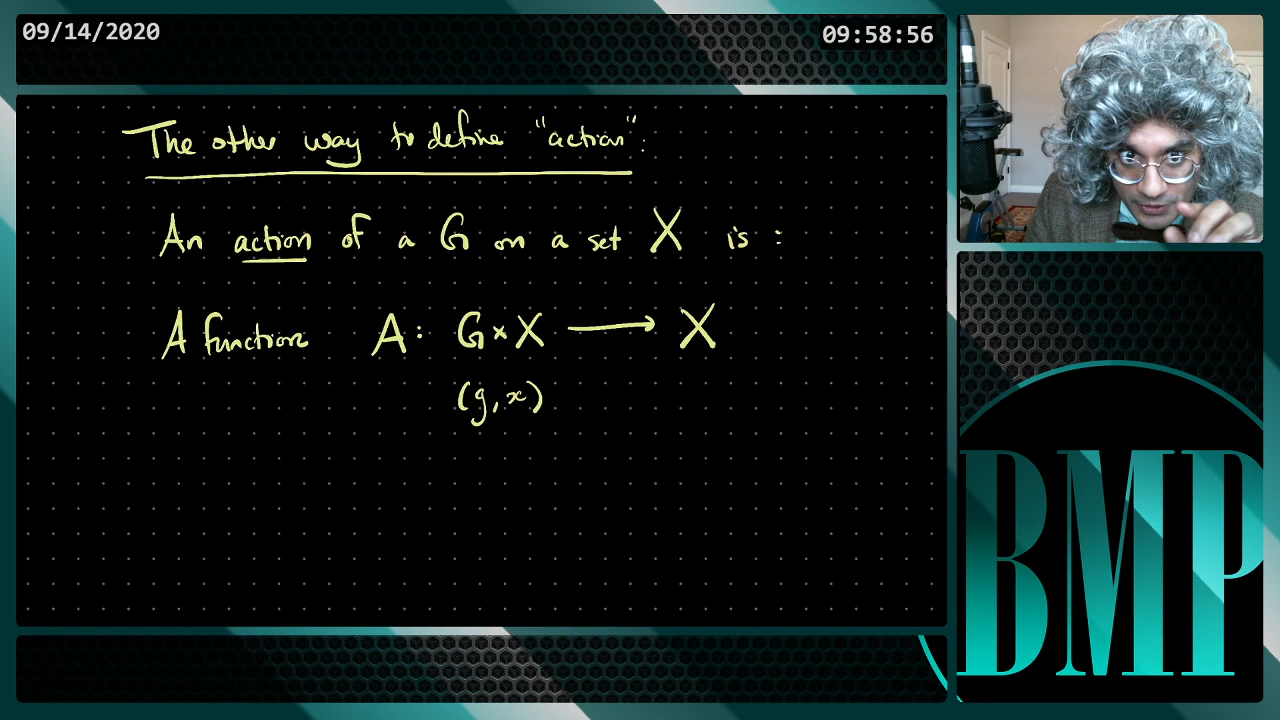 09/14/2020
09:58:56
The other way to define "action":
An action of a G on a set X is :
A function A: G × X ⟶ X
(g, x)
BMP